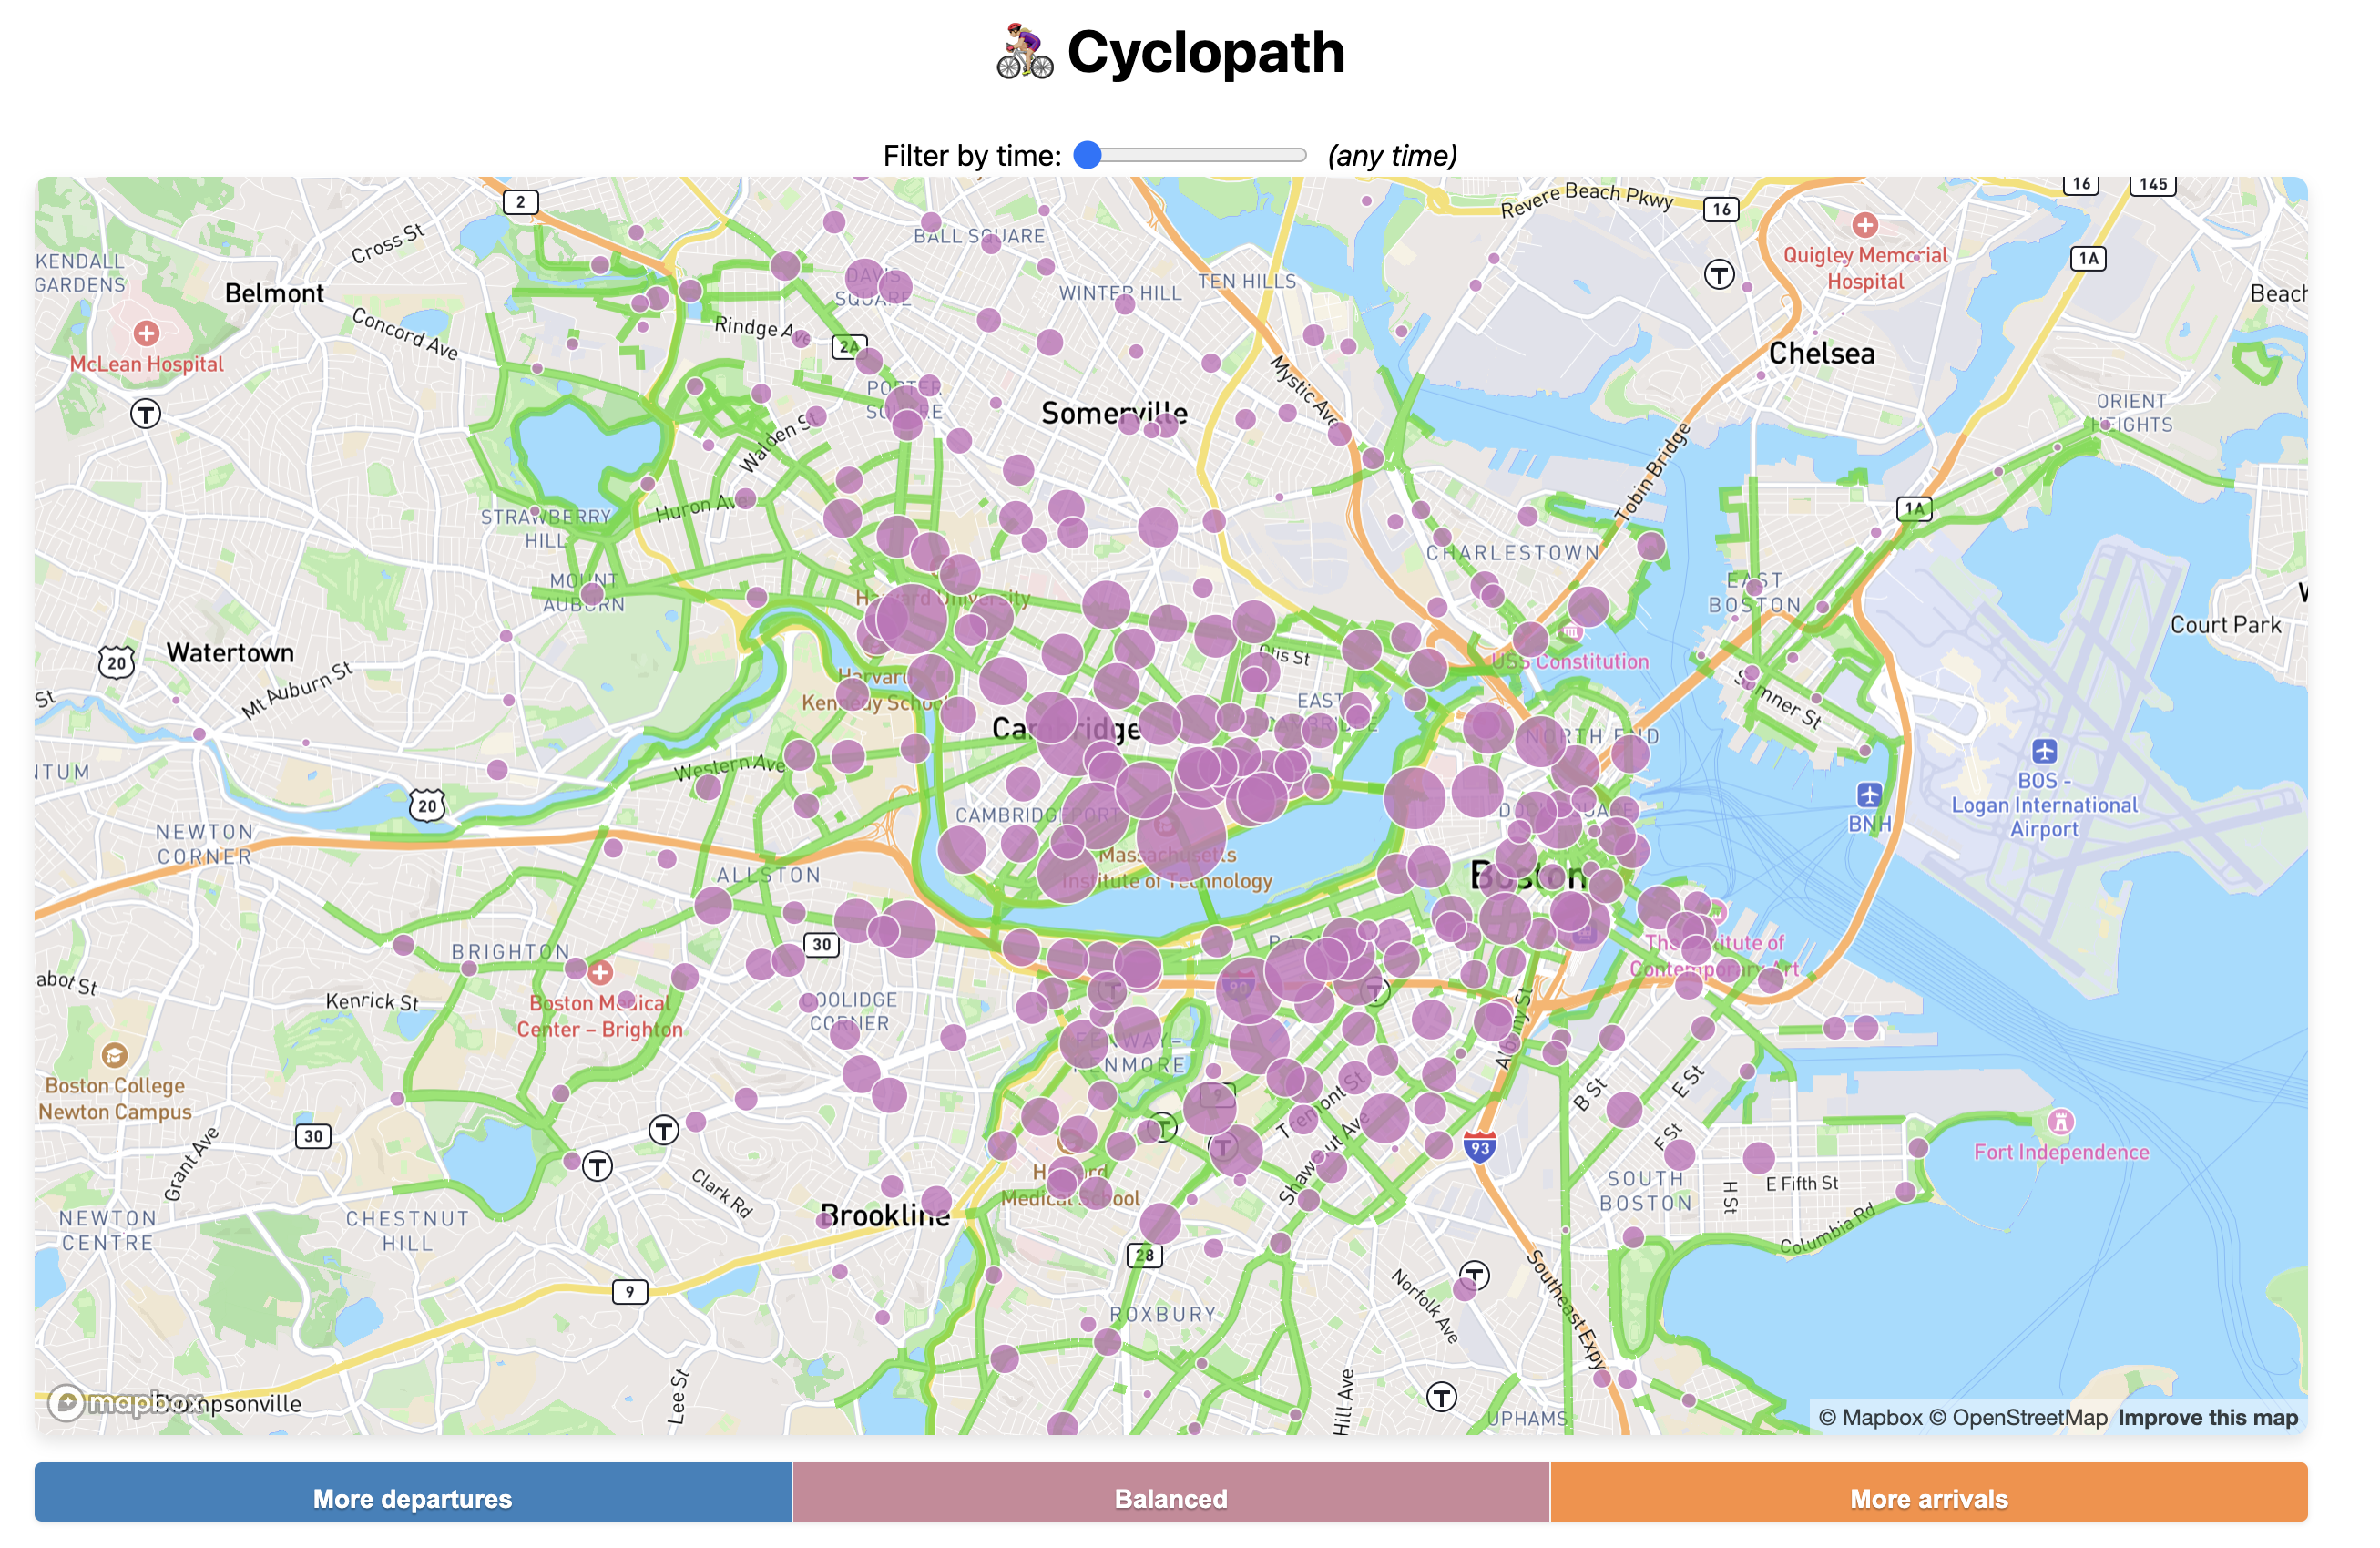 Cyclopath
Filter by time: (any time)
2
16
145
Revere Beach Pkwy
16
Cross St
BALL SQUARE
KENDALL
GARDENS
Quigley Memorial
Hospital
1A
Belmont
DAVIS
SQUARE
WINTER HILL
TEN HILLS
Beach
Concord Ave
Rindge Ave
2A
McLean Hospital
Mystic Ave
Chelsea
PORTER
SQUARE
Somerville
ORIENT
HEIGHTS
Walden St
Tobin Bridge
Huron Ave
STRAWBERRY
HILL
1A
CHARLESTOWN
MOUNT
AUBURN
Harvard University
EAST
BOSTON
Court Park
20
Watertown
Otis St
USS Constitution
Mt Auburn St
St
Harvard
Kennedy School
EAST
CAMBRIDGE
Sumner St
Cambridge
NORTH END
Western Ave
BOS -
Logan International
Airport
20
CAMBRIDGEPORT
DOCK SQUARE
BNH
NEWTON
CORNER
Massachusetts
Institute of Technology
ALLSTON
Boston
30
BRIGHTON
The Institute of
Contemporary Art
90
Kenrick St
Boston Medical
Center – Brighton
COOLIDGE
CORNER
Albany St
FENWAY-
KENMORE
Boston College
Newton Campus
B St
E St
9
Tremont St
30
F St
93
Fort Independence
Grant Ave
Clark Rd
Harvard
Medical School
Shawmut Ave
SOUTH
BOSTON
H St
E Fifth St
NEWTON
CENTRE
CHESTNUT
HILL
Brookline
Columbia Rd
28
9
Norfolk Ave
Southeast Expy
ROXBURY
Lee St
Hill Ave
mapbox
UPHAMS
© Mapbox © OpenStreetMap Improve this map
More departures
Balanced
More arrivals